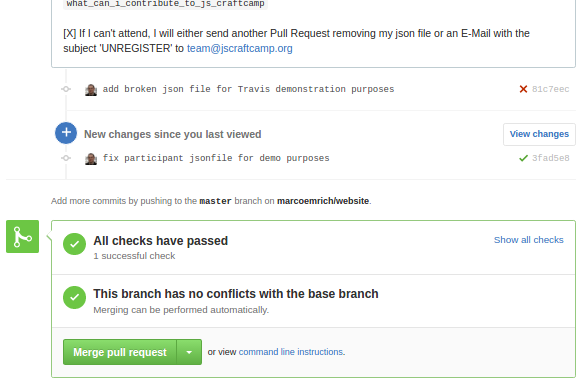 what_can_i_contribute_to_js_craftcamp
[X] If I can't attend, I will either send another Pull Request removing my json file or an E-Mail with the
subject 'UNREGISTER' to team@jscraftcamp.org
add broken json file for Travis demonstration purposes 81c7eec
New changes since you last viewed View changes
fix participant jsonfile for demo purposes 3fad5e8
Add more commits by pushing to the master branch on marcoemrich/website.
All checks have passed Show all checks
1 successful check
This branch has no conflicts with the base branch
Merging can be performed automatically.
Merge pull request or view command line instructions.